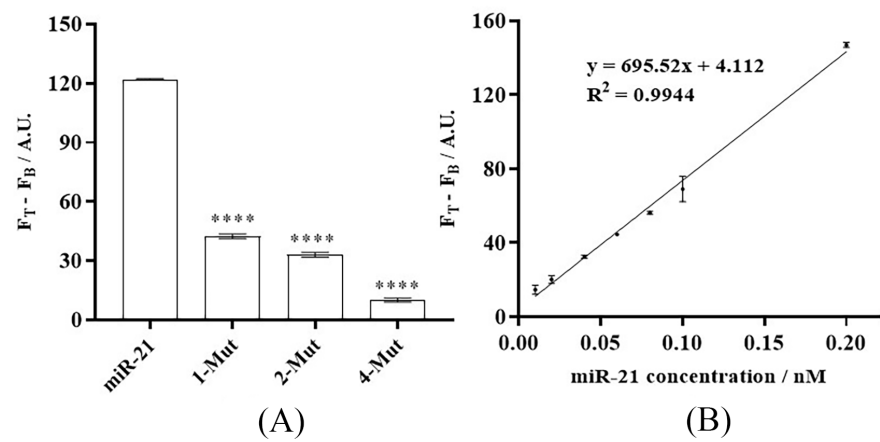 150
120
90
60
30
0
F_T - F_B / A.U.
****
****
****
miR-21
1-Mut
2-Mut
4-Mut
(A)
160
120
80
40
0
F_T - F_B / A.U.
y = 695.52x + 4.112
R² = 0.9944
0.00 0.05 0.10 0.15 0.20
miR-21 concentration / nM
(B)